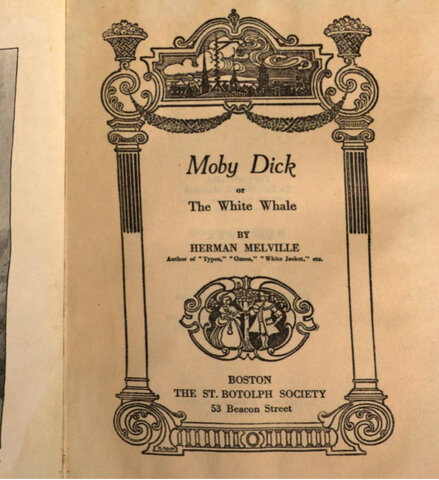 Moby Dick
or
The White Whale
BY
HERMAN MELVILLE
Author of "Typee," "Omoo," "White Jacket," etc.
BOSTON
THE ST. BOTOLPH SOCIETY
53 Beacon Street